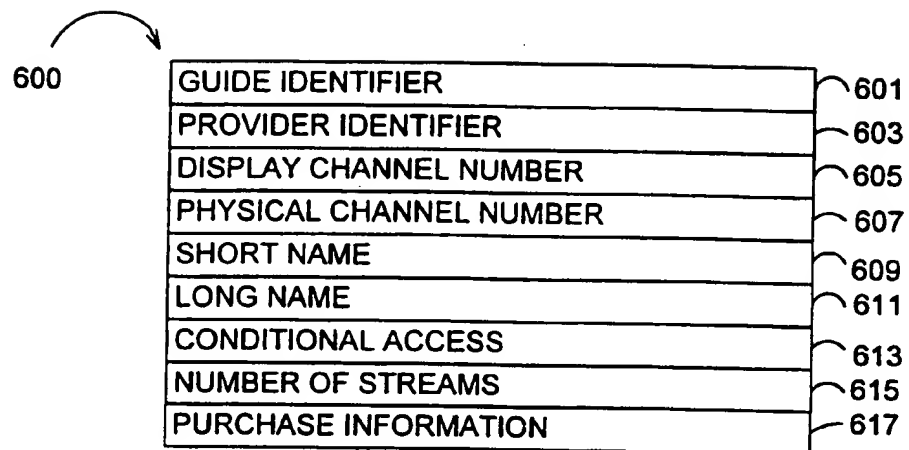 600
GUIDE IDENTIFIER 601
PROVIDER IDENTIFIER 603
DISPLAY CHANNEL NUMBER 605
PHYSICAL CHANNEL NUMBER 607
SHORT NAME 609
LONG NAME 611
CONDITIONAL ACCESS 613
NUMBER OF STREAMS 615
PURCHASE INFORMATION 617